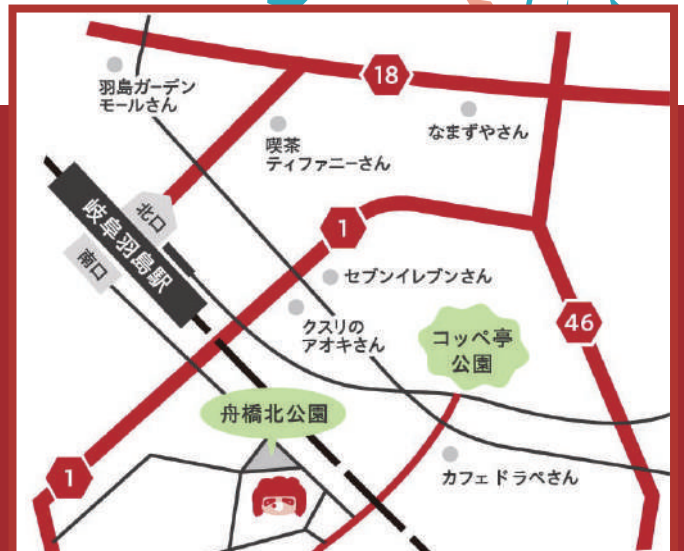 18
羽島ガーデン
モールさん
なまずやさん
喫茶
ティファニーさん
北口
岐阜羽島駅
南口
1
セブンイレブンさん
クスリの
アオキさん
コッペ亭
公園
46
舟橋北公園
カフェドラペさん
1